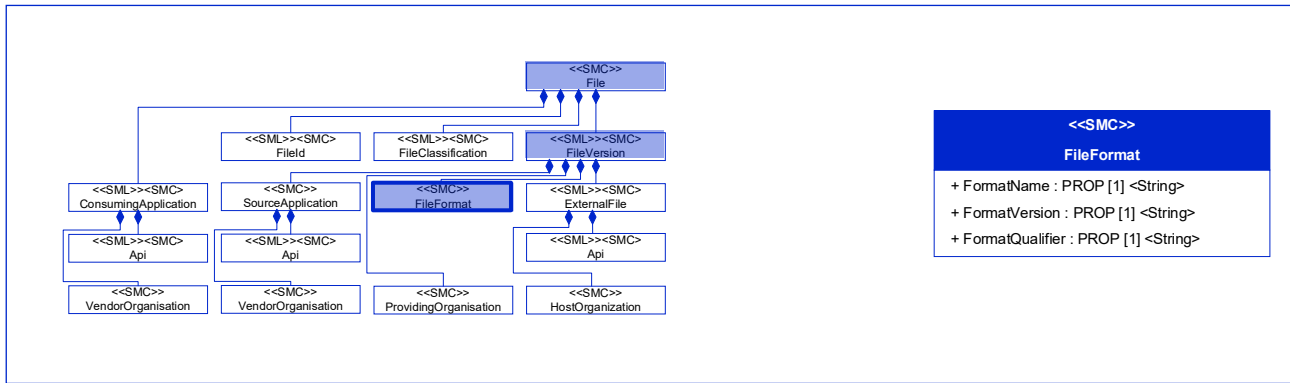 <<SMC>>
File
<<SML>><SMC>
FileId
<<SML>><SMC>
FileClassification
<<SML>><SMC>
FileVersion
<<SML>><SMC>
ConsumingApplication
<<SML>><SMC>
SourceApplication
<<SMC>>
FileFormat
<<SML>><SMC>
ExternalFile
<<SML>><SMC>
Api
<<SML>><SMC>
Api
<<SML>><SMC>
Api
<<SMC>>
VendorOrganisation
<<SMC>>
VendorOrganisation
<<SMC>>
ProvidingOrganisation
<<SMC>>
HostOrganization
<<SMC>>
FileFormat
+ FormatName : PROP [1] <String>
+ FormatVersion : PROP [1] <String>
+ FormatQualifier : PROP [1] <String>